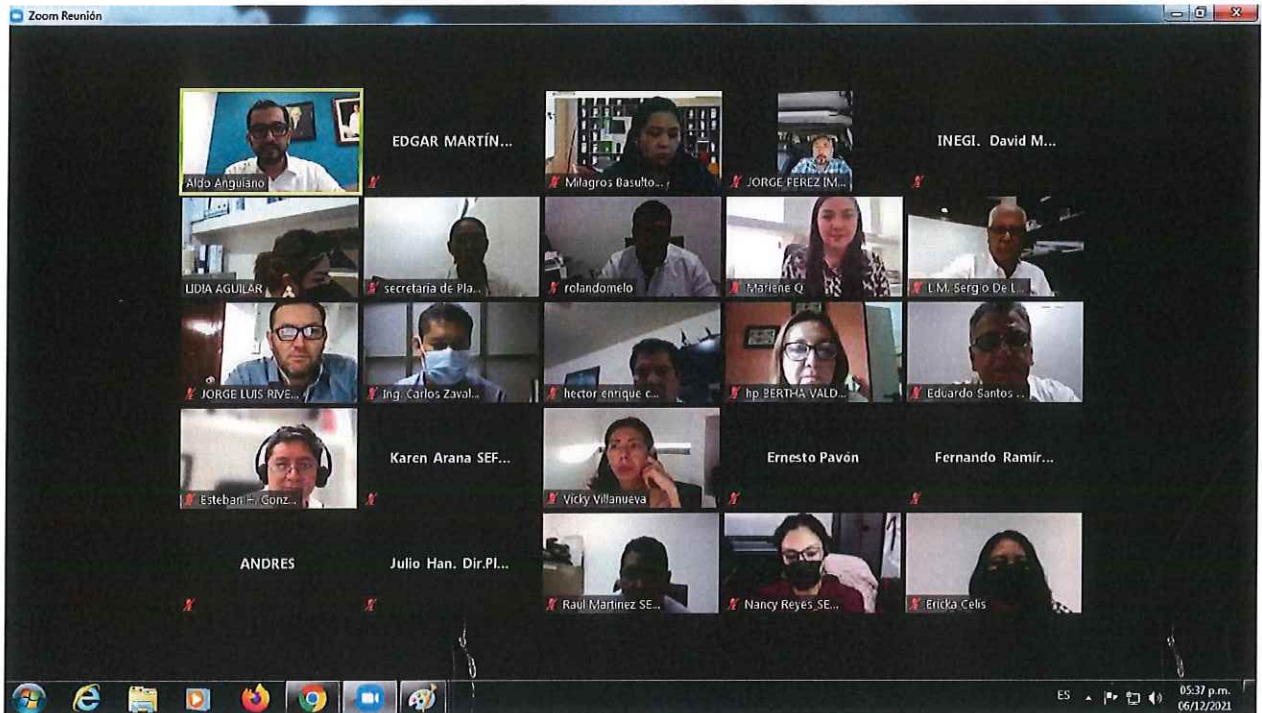 Zoom Reunión
Aldo Anguiano
EDGAR MARTÍN...
Milagros Basulto...
JORGE PEREZ IM...
INEGI. David M...
LIDIA AGUILAR
secretaria de Pla...
rolandomelo
Marlene Q
L.M. Sergio De L...
JORGE LUIS RIVE...
Ing. Carlos Zaval...
hector enrique c...
hp BERTHA VALD...
Eduardo Santos ...
Esteban H. Gonz...
Karen Arana SEF...
Vicky Villanueva
Ernesto Pavón
Fernando Ramír...
ANDRES
Julio Han. Dir.Pl...
Raul Martinez SE...
Nancy Reyes_SE...
Ericka Celis
ES
05:37 p.m.
06/12/2021